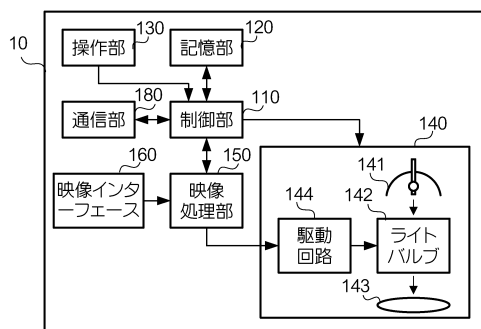 10
操作部
130
記憶部
120
通信部
180
制御部
110
映像インタ
ーフェース
160
映像
処理部
150
140
141
142
144
駆動
回路
ライト
バルブ
143